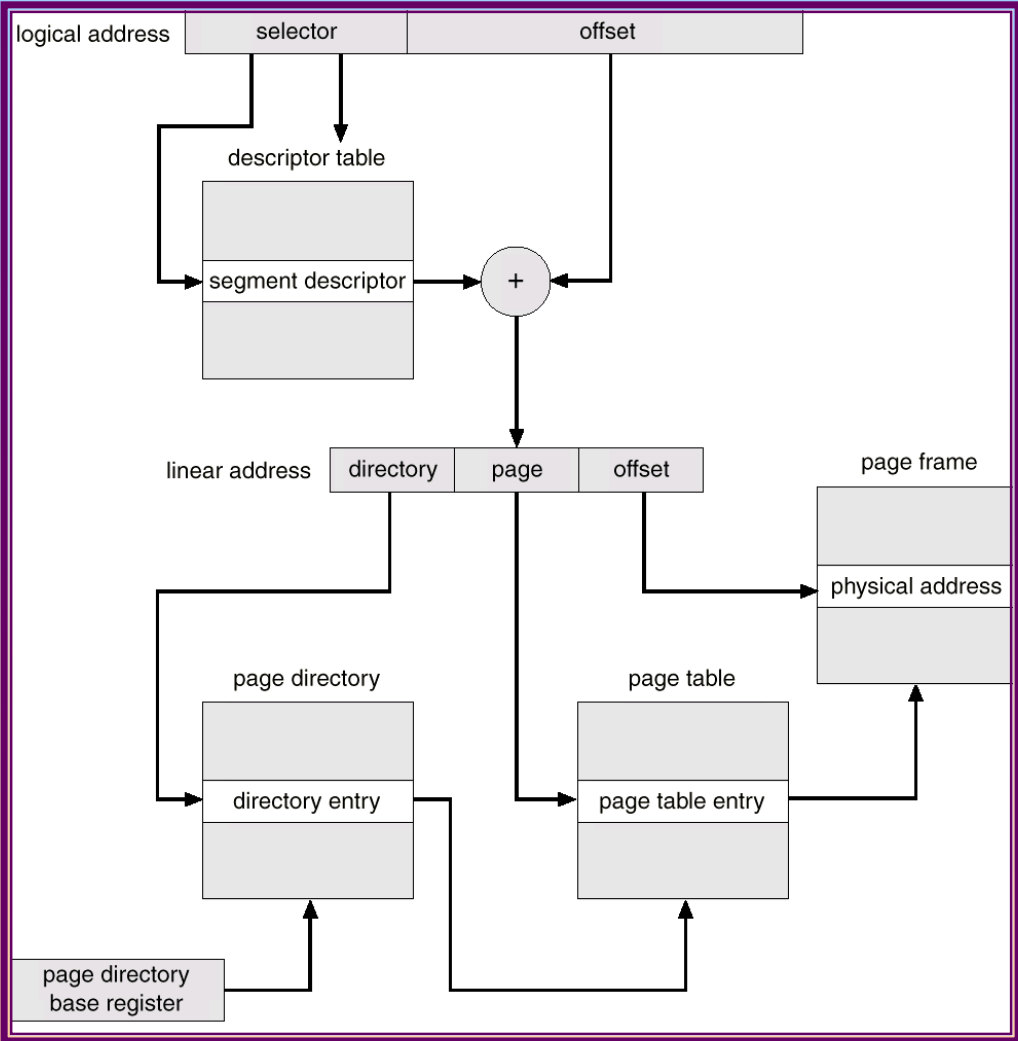 logical address
selector
offset
descriptor table
segment descriptor
+
linear address
directory
page
offset
page frame
physical address
page directory
page table
directory entry
page table entry
page directory
base register